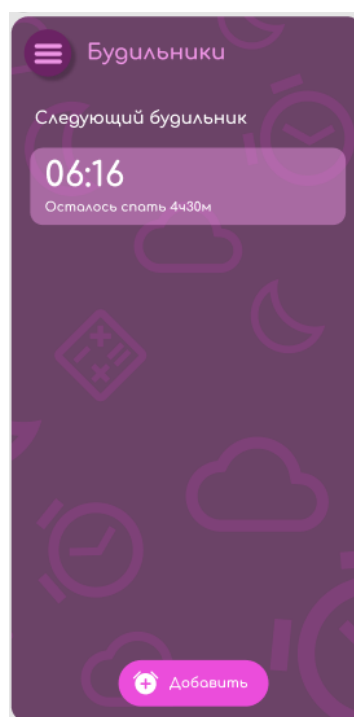 Будильники
Следующий будильник
06:16
Осталось спать 4ч30м
Добавить